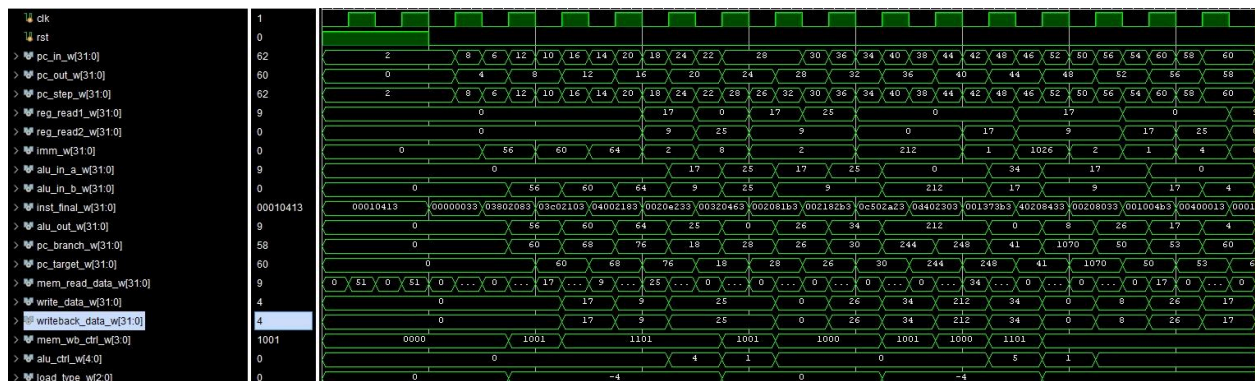 clk 1
rst 0
pc_in_w[31:0] 62 2 8 6 12 10 16 14 20 18 24 22 28 30 36 34 40 38 44 42 48 46 52 50 56 54 60 58 60
pc_out_w[31:0] 60 0 4 8 12 16 20 24 28 32 36 40 44 48 52 56 58
pc_step_w[31:0] 62 2 8 6 12 10 16 14 20 18 24 22 28 26 32 30 36 34 40 38 44 42 48 46 52 50 56 54 60 58 60
reg_read1_w[31:0] 9 0 17 0 17 25 0 17 0
reg_read2_w[31:0] 0 0 9 25 9 0 17 9 17 25 0
imm_w[31:0] 0 0 56 60 64 2 8 2 212 1 1026 2 1 4 8
alu_in_a_w[31:0] 9 0 17 25 17 25 0 34 17 0
alu_in_b_w[31:0] 0 0 56 60 64 9 25 9 212 17 9 17 4
inst_final_w[31:0] 00010413 00010413 00000033 03802083 03c02103 04002183 0020e233 00320463 002081b3 002182b3 0c502a23 0d402303 001373b3 40208433 00208033 001004b3 00400013 0001
alu_out_w[31:0] 9 0 56 60 64 25 0 26 34 212 0 8 26 17 4
pc_branch_w[31:0] 58 0 60 68 76 18 28 26 30 244 248 41 1070 50 53 60
pc_target_w[31:0] 60 0 60 68 76 18 28 26 30 244 248 41 1070 50 53 6
mem_read_data_w[31:0] 9 0 51 0 51 0 ... 0 ... 17 ... 9 ... 25 ... 0 ... 0 ... 0 ... 0 ... 0 ... 34 ... 0 ... 0 ... 0 ... 0 17 0 ... 0
write_data_w[31:0] 4 0 17 9 25 0 26 34 212 34 0 8 26 17
writeback_data_w[31:0] 4 0 17 9 25 0 26 34 212 34 0 8 26 17
mem_wb_ctrl_w[3:0] 1001 0000 1001 1101 1001 1000 1001 1000 1101
alu_ctrl_w[4:0] 0 0 4 1 0 5 1
load_type_w[2:0] 0 0 -4 0 -4